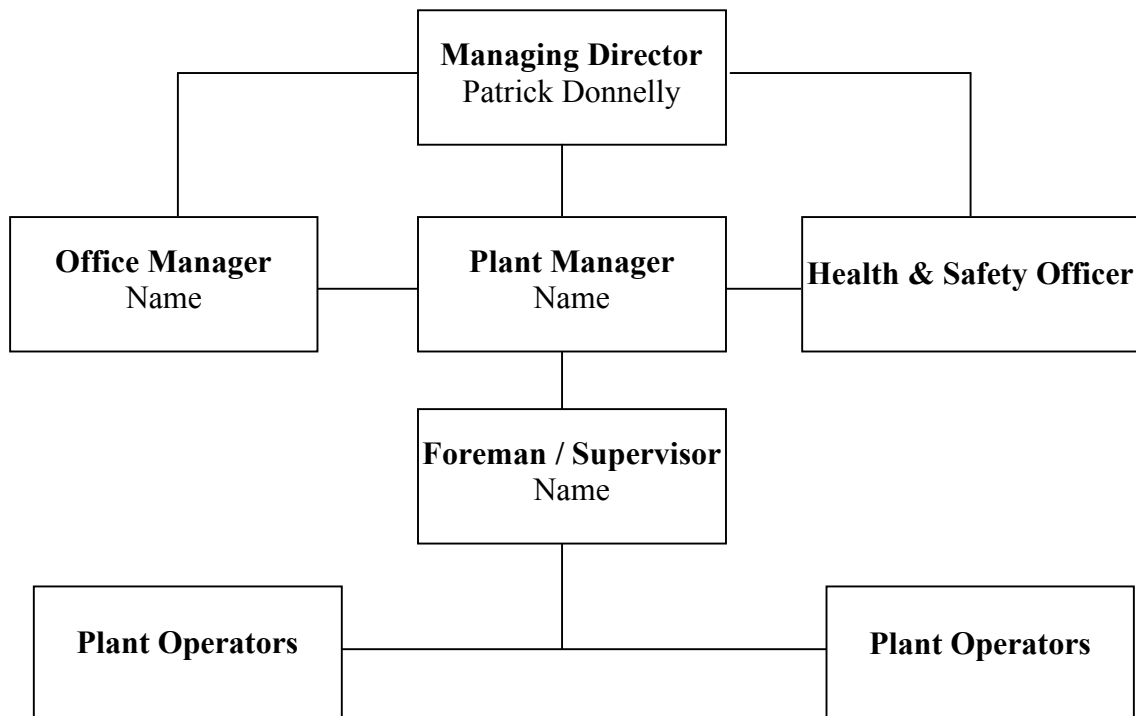 Managing Director
Patrick Donnelly
Office Manager
Name
Plant Manager
Name
Health & Safety Officer
Foreman / Supervisor
Name
Plant Operators
Plant Operators